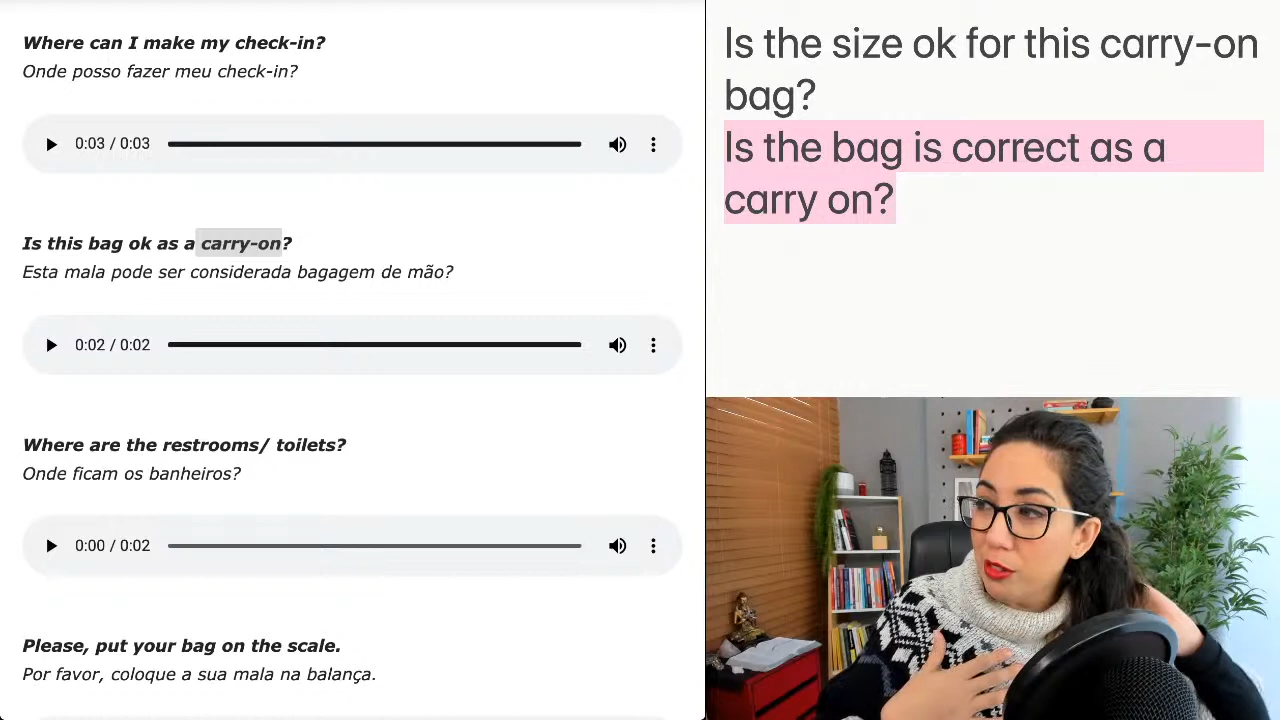 Where can I make my check-in?
Onde posso fazer meu check-in?
0:03 / 0:03
Is this bag ok as a carry-on?
Esta mala pode ser considerada bagagem de mão?
0:02 / 0:02
Where are the restrooms/ toilets?
Onde ficam os banheiros?
0:00 / 0:02
Please, put your bag on the scale.
Por favor, coloque a sua mala na balança.
Is the size ok for this carry-on
bag?
Is the bag is correct as a
carry on?